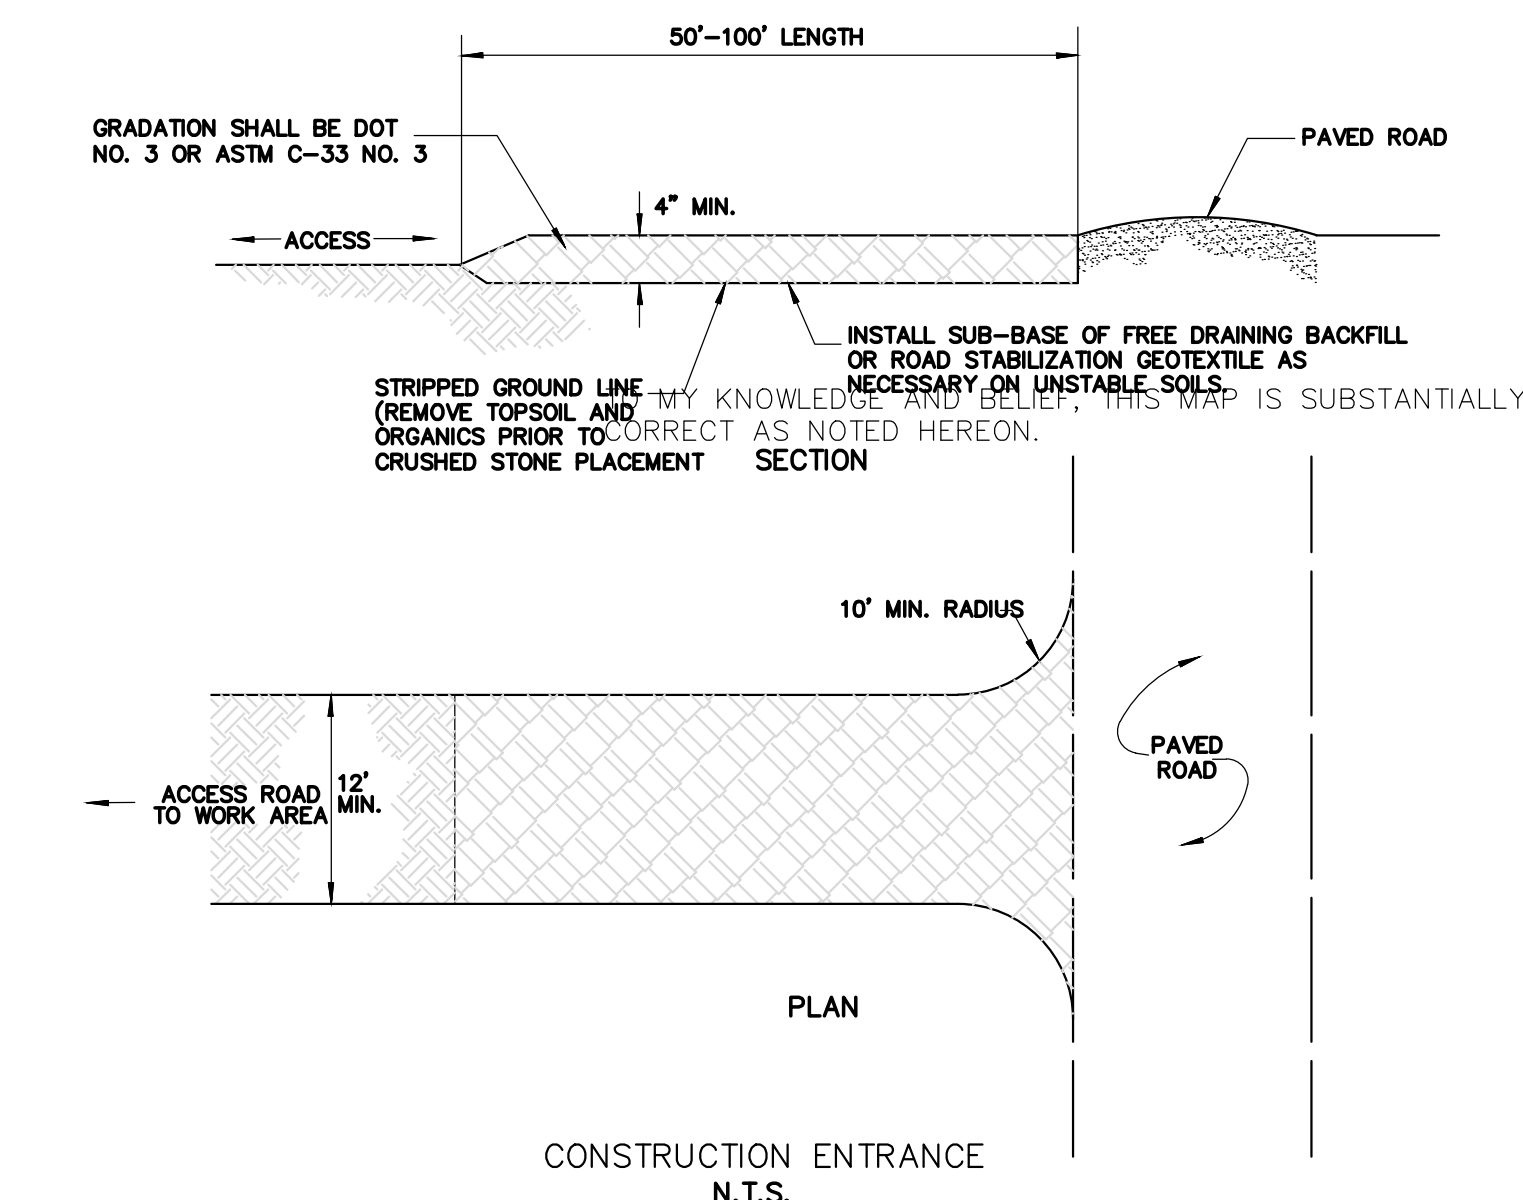 50'-100' LENGTH
GRADATION SHALL BE DOT
NO. 3 OR ASTM C-33 NO. 3
PAVED ROAD
4" MIN.
ACCESS
INSTALL SUB-BASE OF FREE DRAINING BACKFILL
OR ROAD STABILIZATION GEOTEXTILE AS
NECESSARY ON UNSTABLE SOILS.
STRIPPED GROUND LINE
(REMOVE TOPSOIL AND
ORGANICS PRIOR TO
CRUSHED STONE PLACEMENT
TO MY KNOWLEDGE AND BELIEF, THIS MAP IS SUBSTANTIALLY
CORRECT AS NOTED HEREON.
SECTION
10' MIN. RADIUS
PAVED
ROAD
12'
MIN.
ACCESS ROAD
TO WORK AREA
PLAN
CONSTRUCTION ENTRANCE
N.T.S.